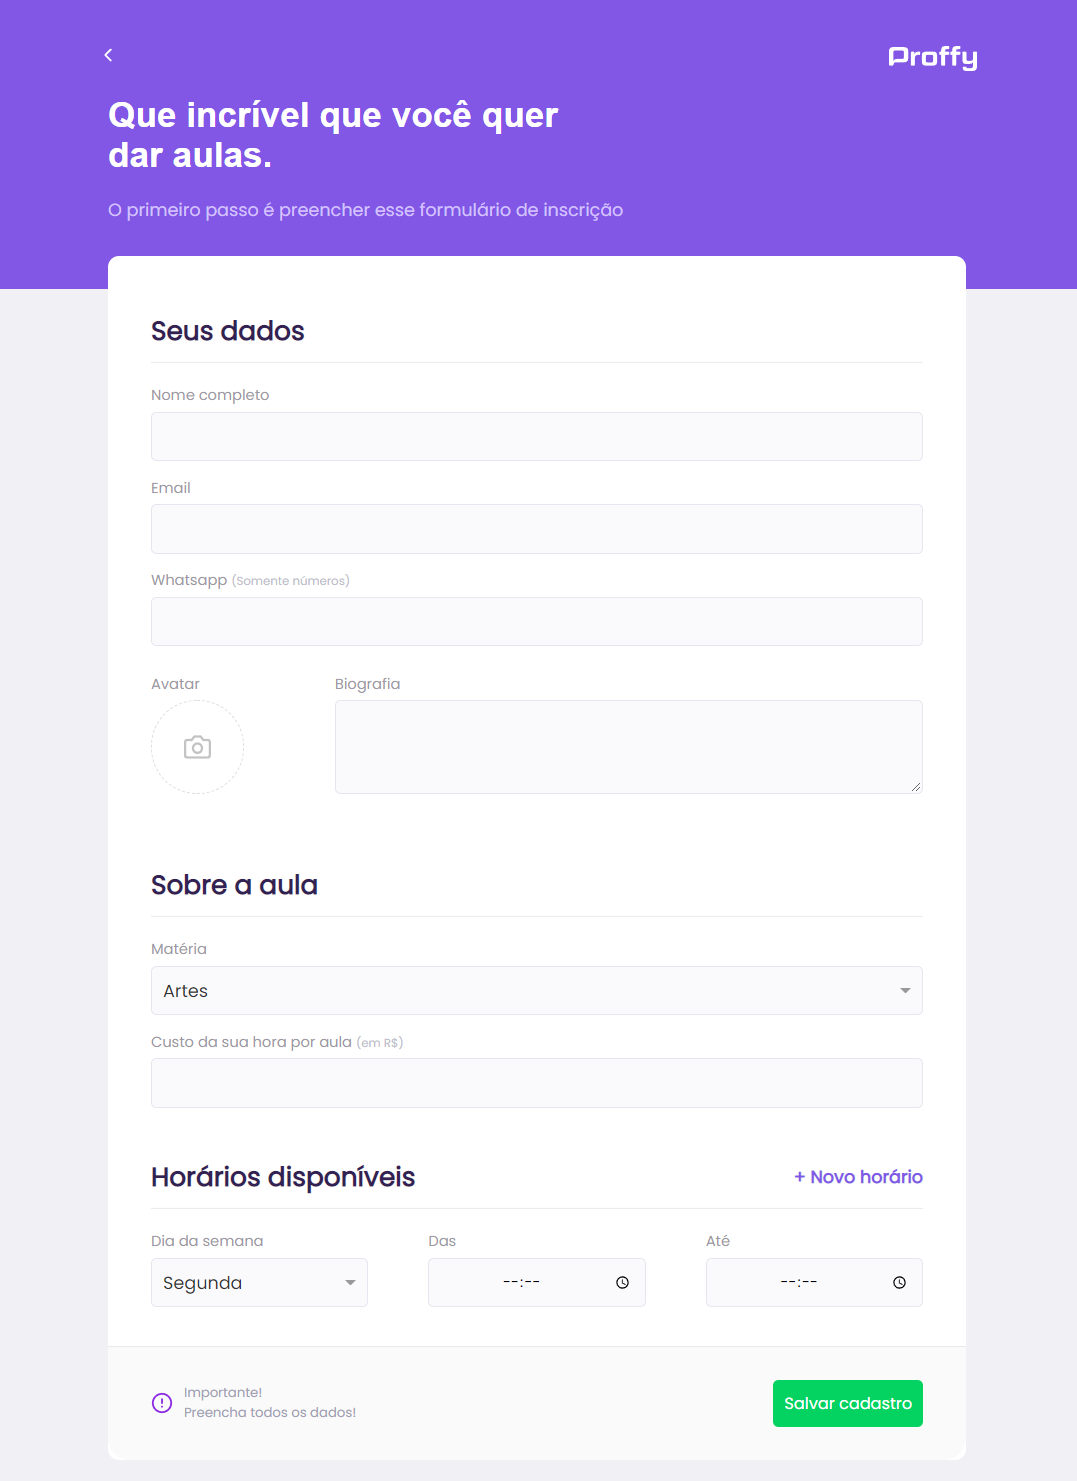 Proffy
Que incrível que você quer
dar aulas.
O primeiro passo é preencher esse formulário de inscrição
Seus dados
Nome completo
Email
Whatsapp (Somente números)
Avatar
Biografia
Sobre a aula
Matéria
Artes
Custo da sua hora por aula (em R$)
Horários disponíveis
+ Novo horário
Dia da semana
Das
Até
Segunda
--:--
--:--
Importante!
Preencha todos os dados!
Salvar cadastro